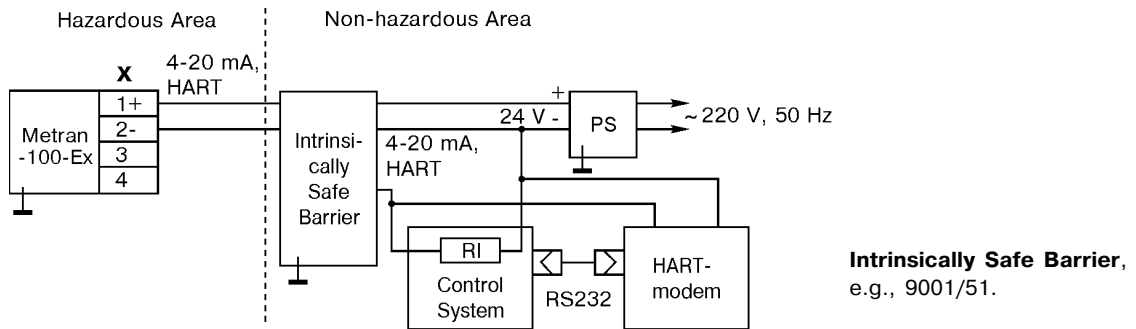 Hazardous Area
Non-hazardous Area
X
4-20 mA,
HART
Metran
-100-Ex
1+
2-
3
4
Intrinsi-
cally
Safe
Barrier
+
24 V -
PS
~ 220 V, 50 Hz
4-20 mA,
HART
RI
Control
System
RS232
HART-
modem
Intrinsically Safe Barrier,
e.g., 9001/51.